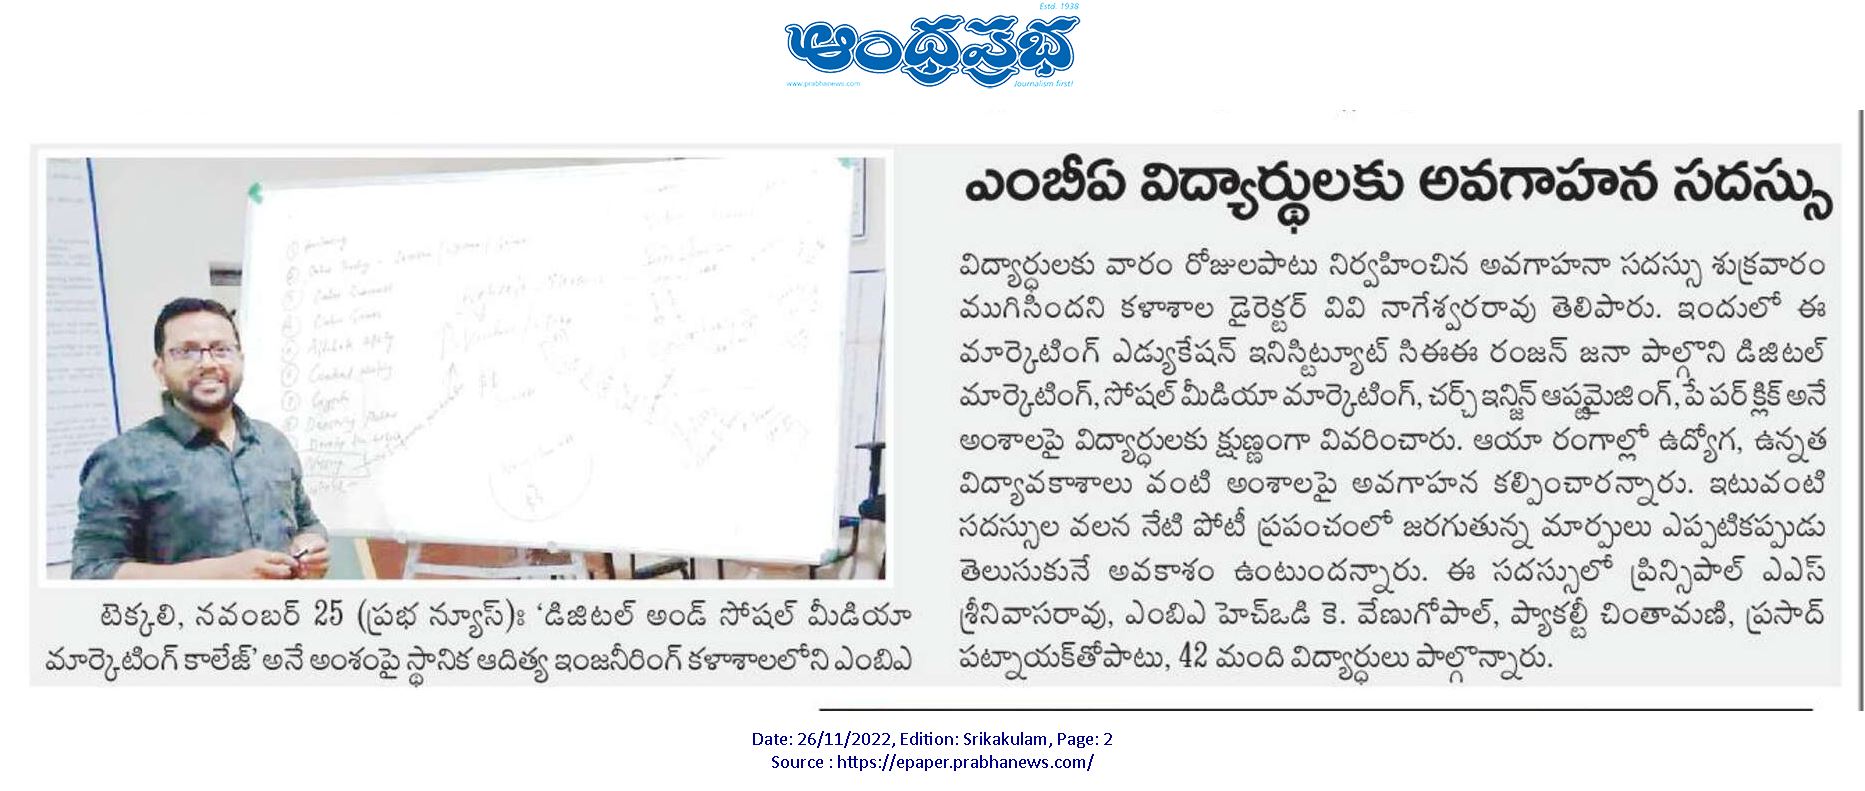 Estd. 1938
ఆంధ్రప్రభ
www.prabhanews.com
Journalism first!
ఎంబీఏ విద్యార్థులకు అవగాహన సదస్సు
టెక్కలి, నవంబర్ 25 (ప్రభ న్యూస్): ‘డిజిటల్ అండ్ సోషల్ మీడియా
మార్కెటింగ్ కాలేజ్’ అనే అంశంపై స్థానిక ఆదిత్య ఇంజనీరింగ్ కళాశాలలోని ఎంబిఎ
విద్యార్ధులకు వారం రోజులపాటు నిర్వహించిన అవగాహనా సదస్సు శుక్రవారం
ముగిసిందని కళాశాల డైరెక్టర్ వివి నాగేశ్వరరావు తెలిపారు. ఇందులో ఈ
మార్కెటింగ్ ఎడ్యుకేషన్ ఇనిస్టిట్యూట్ సిఈఈ రంజన్ జనా పాల్గొని డిజిటల్
మార్కెటింగ్, సోషల్ మీడియా మార్కెటింగ్, చర్చ్ ఇన్జిన్ ఆప్టమైజింగ్, పే పర్ క్లిక్ అనే
అంశాలపై విద్యార్ధులకు క్షుణ్ణంగా వివరించారు. ఆయా రంగాల్లో ఉద్యోగ, ఉన్నత
విద్యావకాశాలు వంటి అంశాలపై అవగాహన కల్పించారన్నారు. ఇటువంటి
సదస్సుల వలన నేటి పోటీ ప్రపంచంలో జరగుతున్న మార్పులు ఎప్పటికప్పుడు
తెలుసుకునే అవకాశం ఉంటుందన్నారు. ఈ సదస్సులో ప్రిన్సిపాల్ ఎఎస్
శ్రీనివాసరావు, ఎంబిఎ హెచ్ఒడి కె. వేణుగోపాల్, ప్యాకల్టీ చింతామణి, ప్రసాద్
పట్నాయక్‌తోపాటు, 42 మంది విద్యార్ధులు పాల్గొన్నారు.
Date: 26/11/2022, Edition: Srikakulam, Page: 2
Source : https://epaper.prabhanews.com/